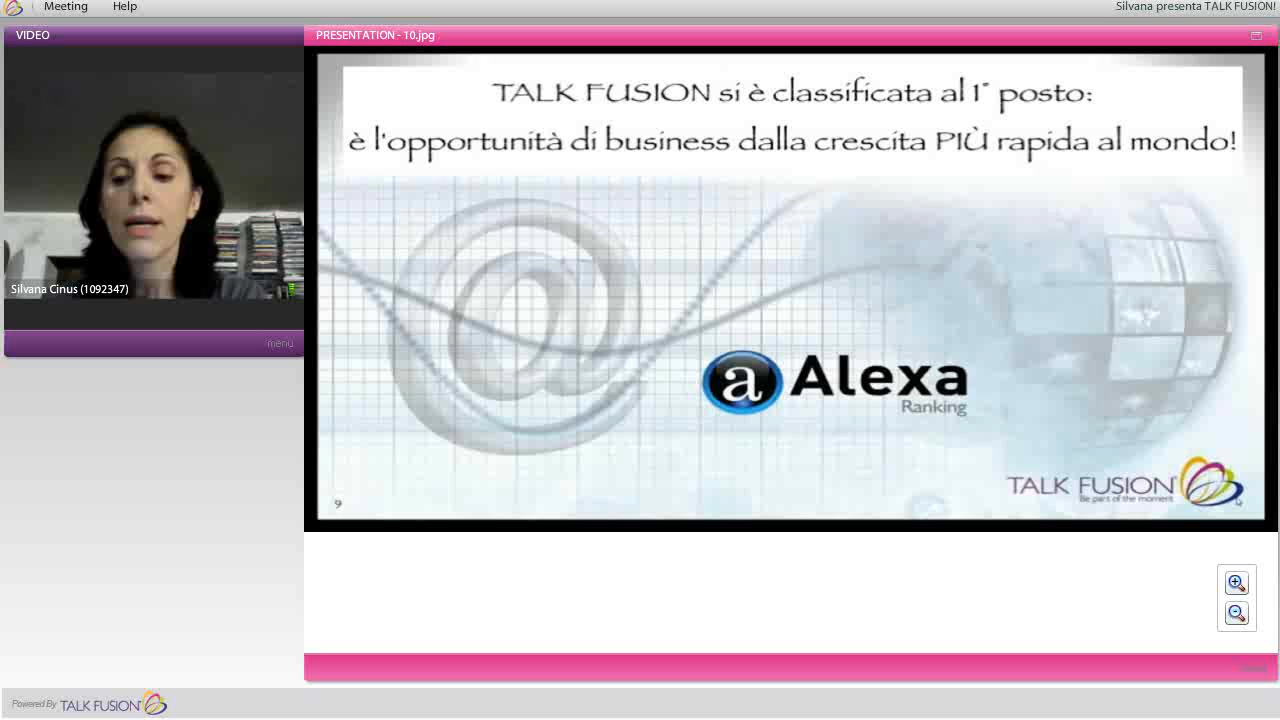 Meeting
Help
Silvana presenta TALK FUSION!
VIDEO
PRESENTATION - 10.jpg
TALK FUSION si è classificata al 1° posto:
è l'opportunità di business dalla crescita PIÙ rapida al mondo!
Silvana Cinus (1092347)
menu
a Alexa
Ranking
TALK FUSION
Be part of the moment
9
Powered By TALK FUSION